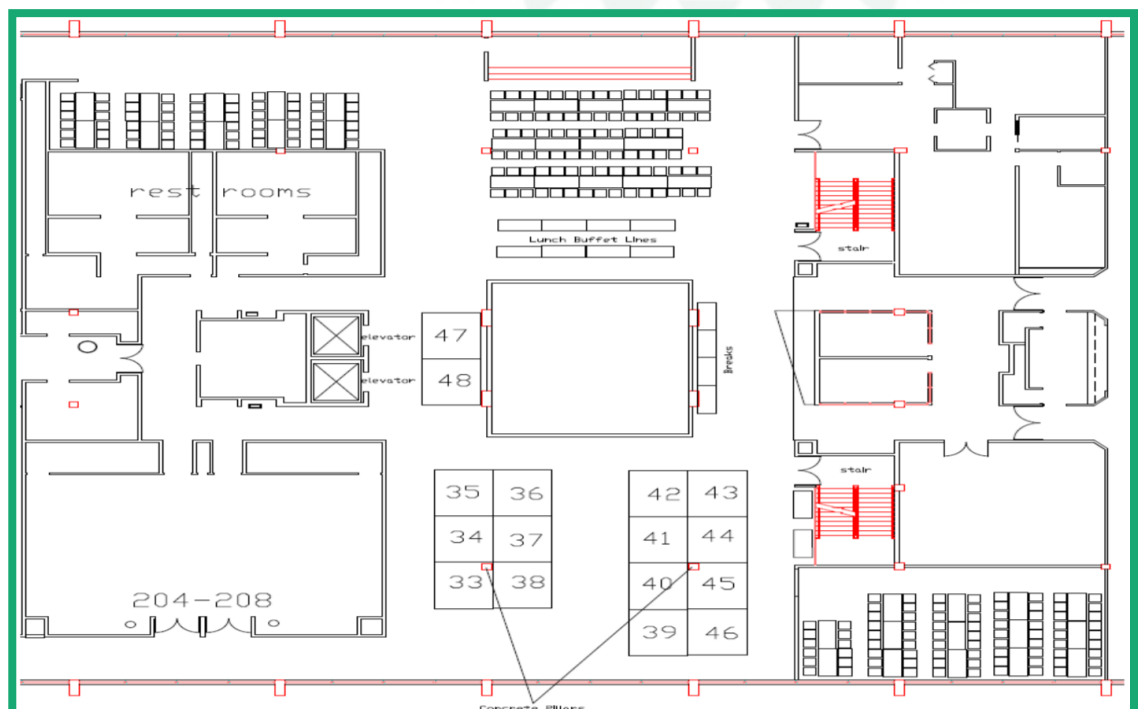 rest rooms
Lunch Buffet Lines
stair
elevator
elevator
47
48
Breaks
stair
35 36
34 37
33 38
42 43
41 44
40 45
39 46
204-208
Concrete